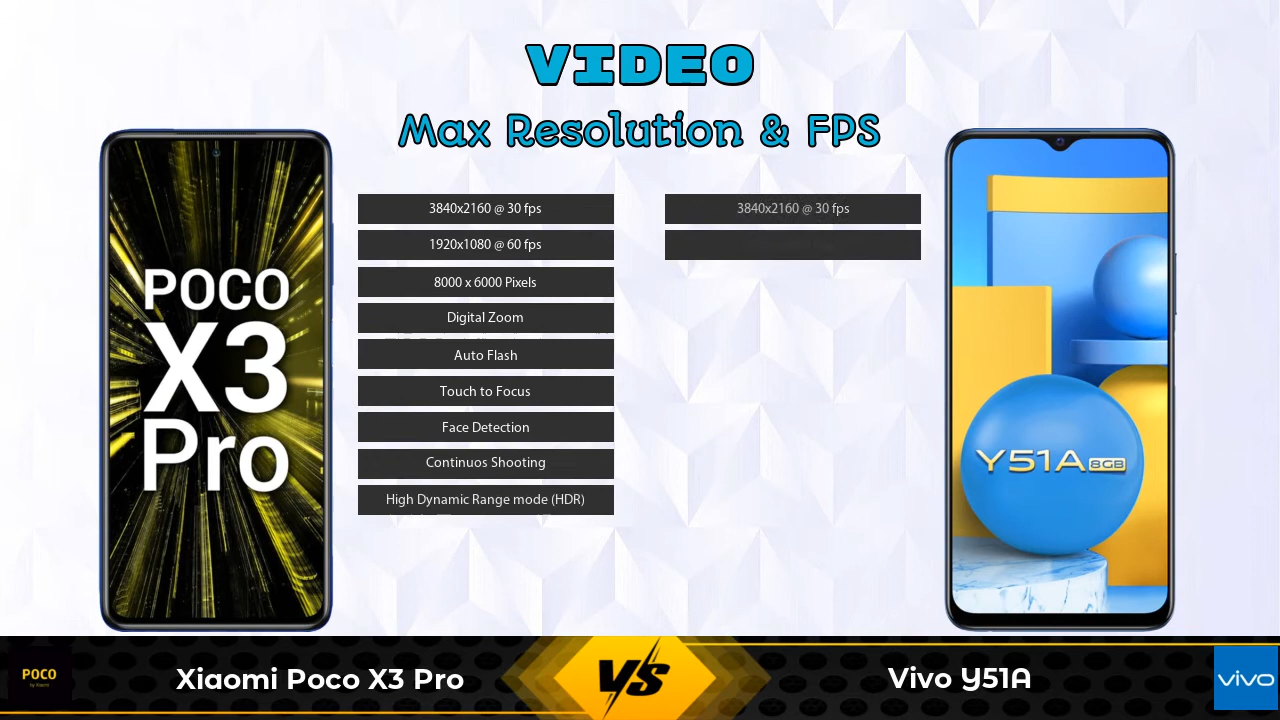 VIDEO
Max Resolution & FPS
POCO
X3
Pro
3840x2160 @ 30 fps
1920x1080 @ 60 fps
8000 x 6000 Pixels
Digital Zoom
Auto Flash
Touch to Focus
Face Detection
Continuos Shooting
High Dynamic Range mode (HDR)
3840x2160 @ 30 fps
Y51A 8GB
POCO
by Xiaomi
Xiaomi Poco X3 Pro
VS
Vivo Y51A
vivo